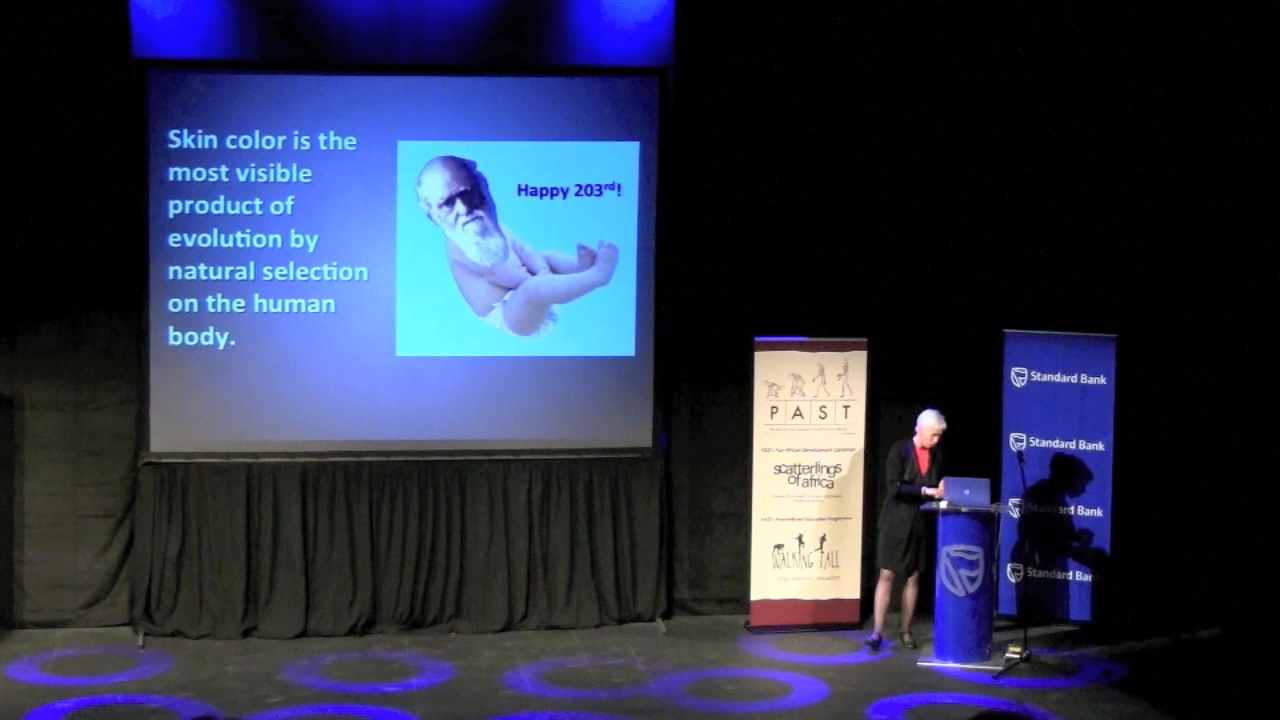 Skin color is the
most visible
product of
evolution by
natural selection
on the human
body.
Happy 203rd!
PAST
scatterlings
of africa
WALKING TALL
Standard Bank
Standard Bank
Standard Bank
Standard Bank